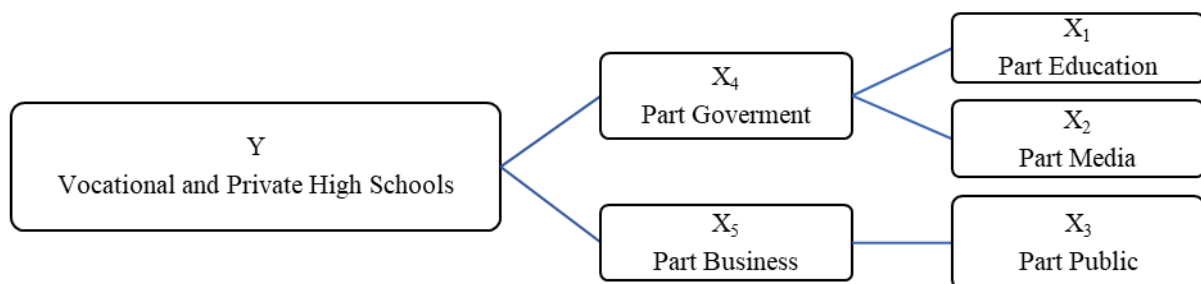 Y
Vocational and Private High Schools
X₄
Part Goverment
X₅
Part Business
X₁
Part Education
X₂
Part Media
X₃
Part Public